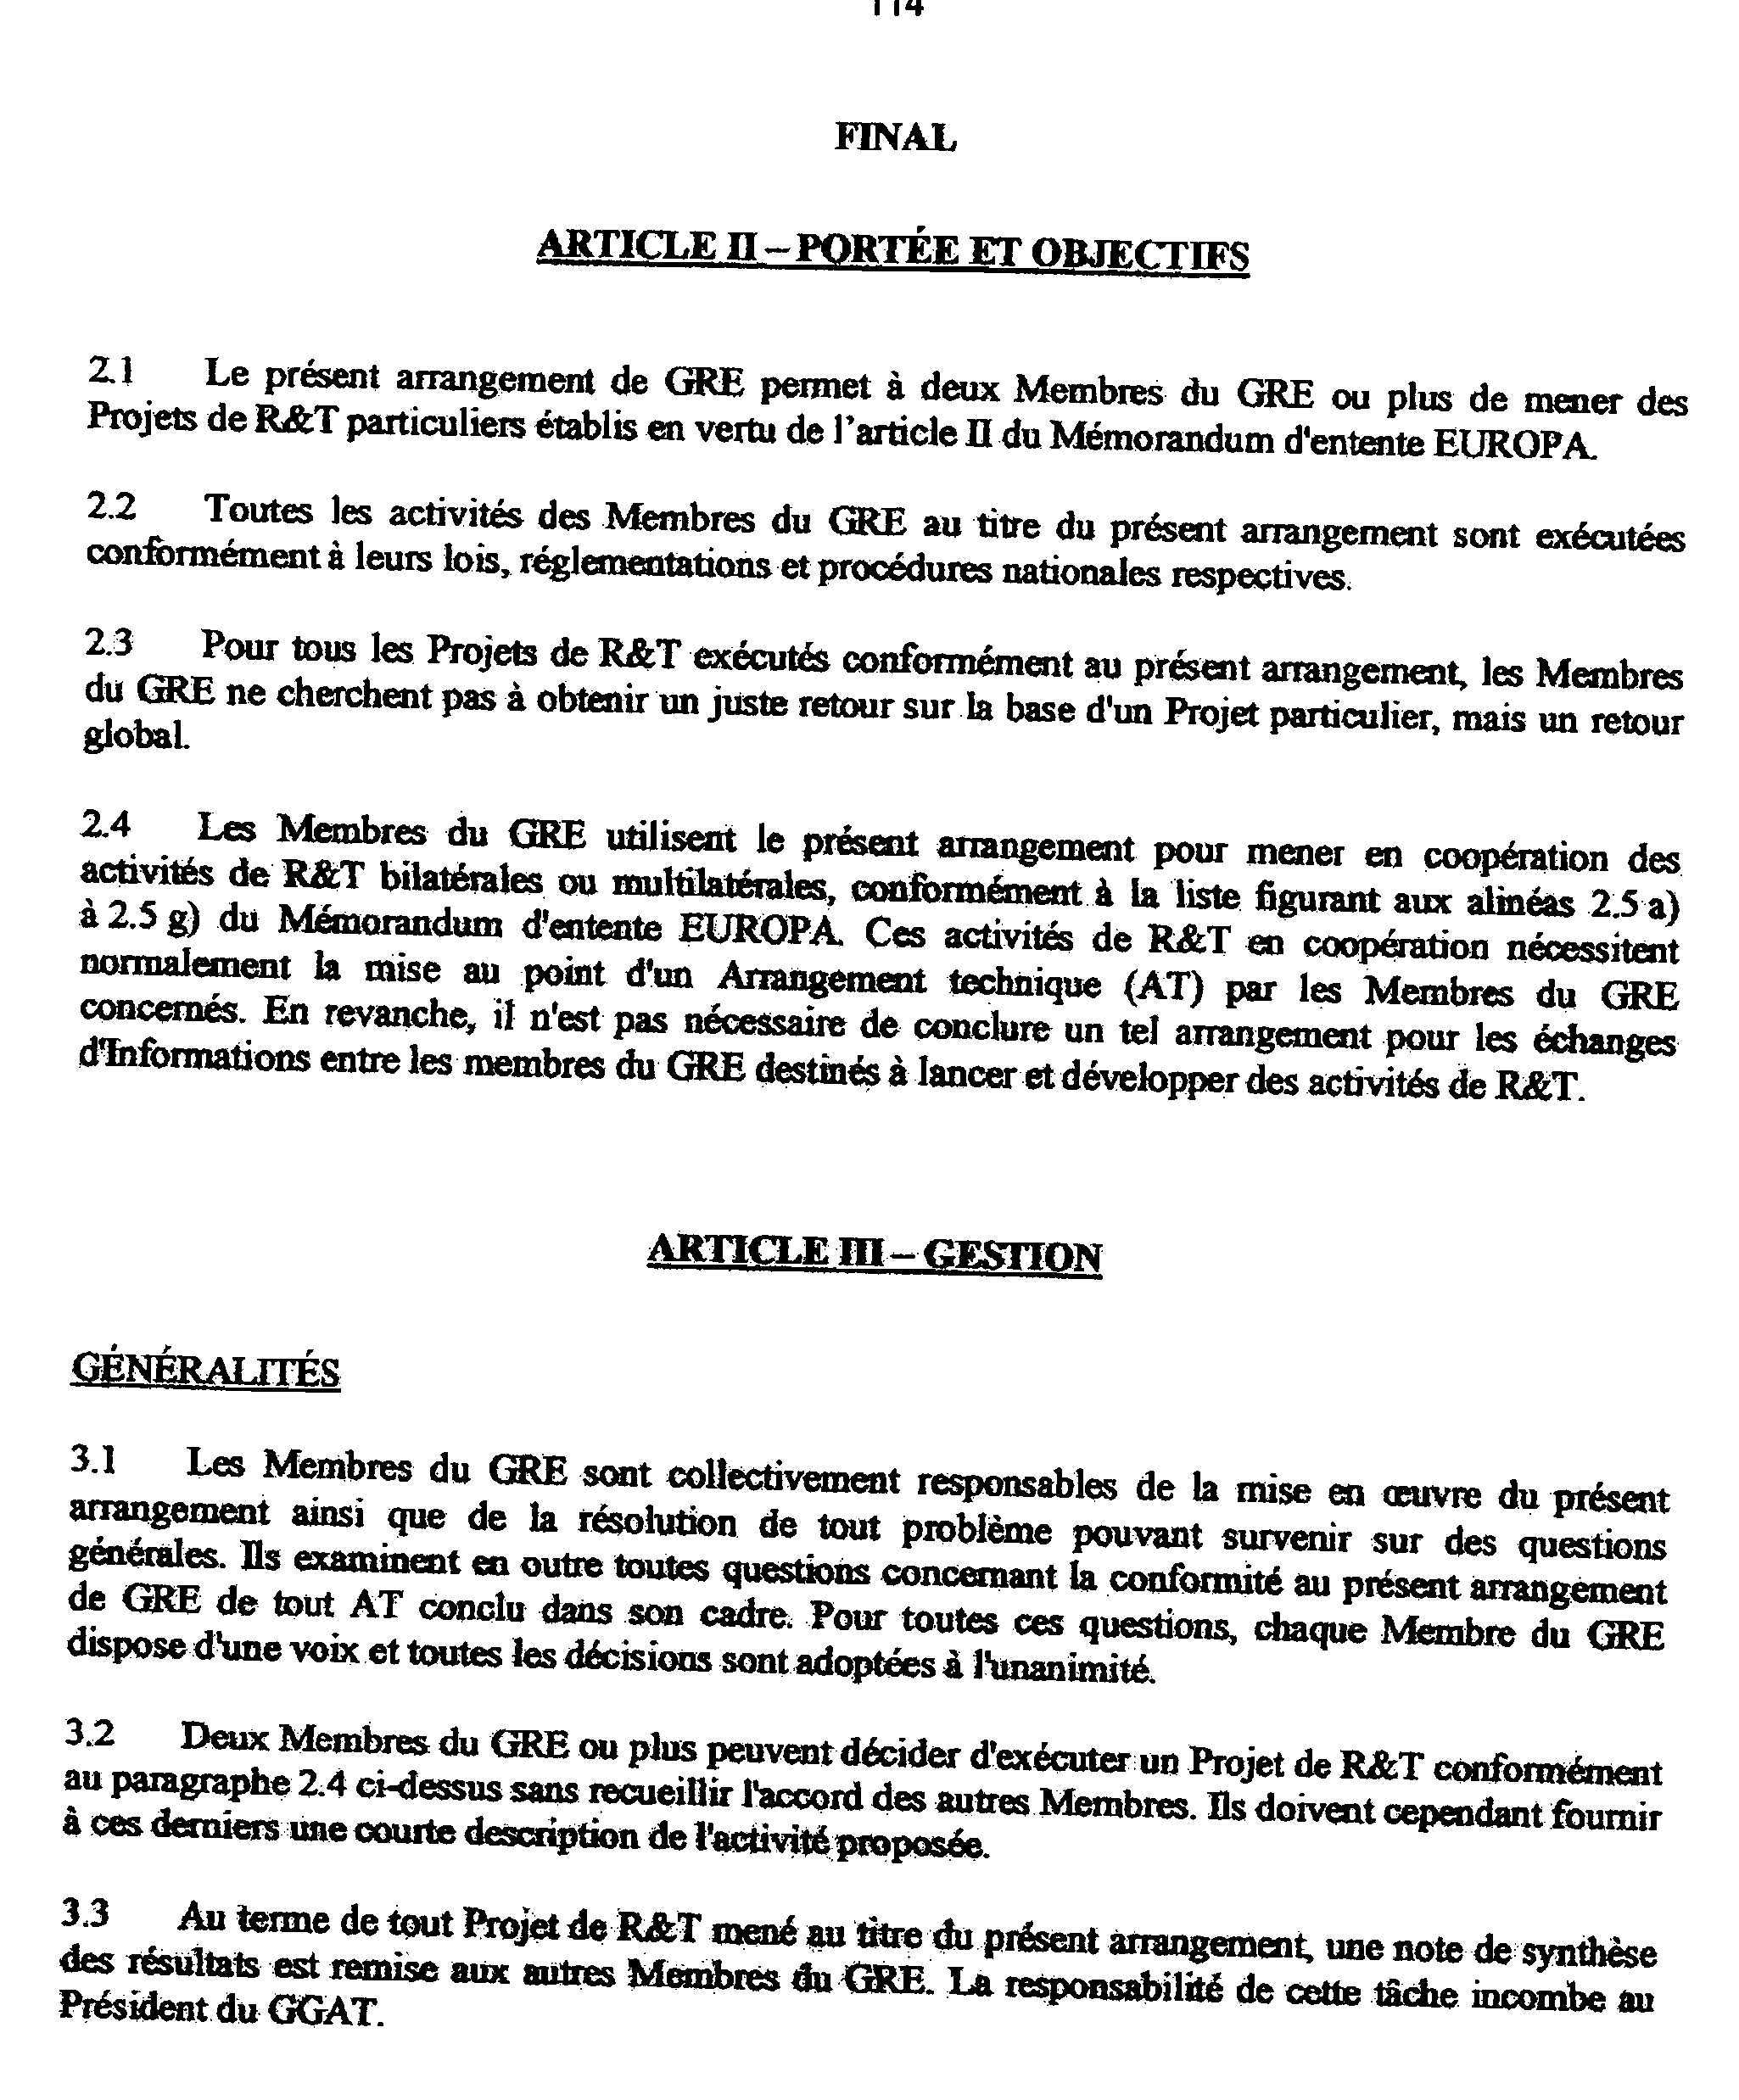 114
FINAL
ARTICLE II – PORTÉE ET OBJECTIFS
2.1 Le présent arrangement de GRE permet à deux Membres du GRE ou plus de mener des
Projets de R&T particuliers établis en vertu de l'article II du Mémorandum d'entente EUROPA.
2.2 Toutes les activités des Membres du GRE au titre du présent arrangement sont exécutées
conformément à leurs lois, réglementations et procédures nationales respectives.
2.3 Pour tous les Projets de R&T exécutés conformément au présent arrangement, les Membres
du GRE ne cherchent pas à obtenir un juste retour sur la base d'un Projet particulier, mais un retour
global.
2.4 Les Membres du GRE utilisent le présent arrangement pour mener en coopération des
activités de R&T bilatérales ou multilatérales, conformément à la liste figurant aux alinéas 2.5 a)
à 2.5 g) du Mémorandum d'entente EUROPA. Ces activités de R&T en coopération nécessitent
normalement la mise au point d'un Arrangement technique (AT) par les Membres du GRE
concernés. En revanche, il n'est pas nécessaire de conclure un tel arrangement pour les échanges
d'Informations entre les membres du GRE destinés à lancer et développer des activités de R&T.
ARTICLE III – GESTION
GÉNÉRALITÉS
3.1 Les Membres du GRE sont collectivement responsables de la mise en œuvre du présent
arrangement ainsi que de la résolution de tout problème pouvant survenir sur des questions
générales. Ils examinent en outre toutes questions concernant la conformité au présent arrangement
de GRE de tout AT conclu dans son cadre. Pour toutes ces questions, chaque Membre du GRE
dispose d'une voix et toutes les décisions sont adoptées à l'unanimité.
3.2 Deux Membres du GRE ou plus peuvent décider d'exécuter un Projet de R&T conformément
au paragraphe 2.4 ci-dessus sans recueillir l'accord des autres Membres. Ils doivent cependant fournir
à ces derniers une courte description de l'activité proposée.
3.3 Au terme de tout Projet de R&T mené au titre du présent arrangement, une note de synthèse
des résultats est remise aux autres Membres du GRE. La responsabilité de cette tâche incombe au
Président du GGAT.